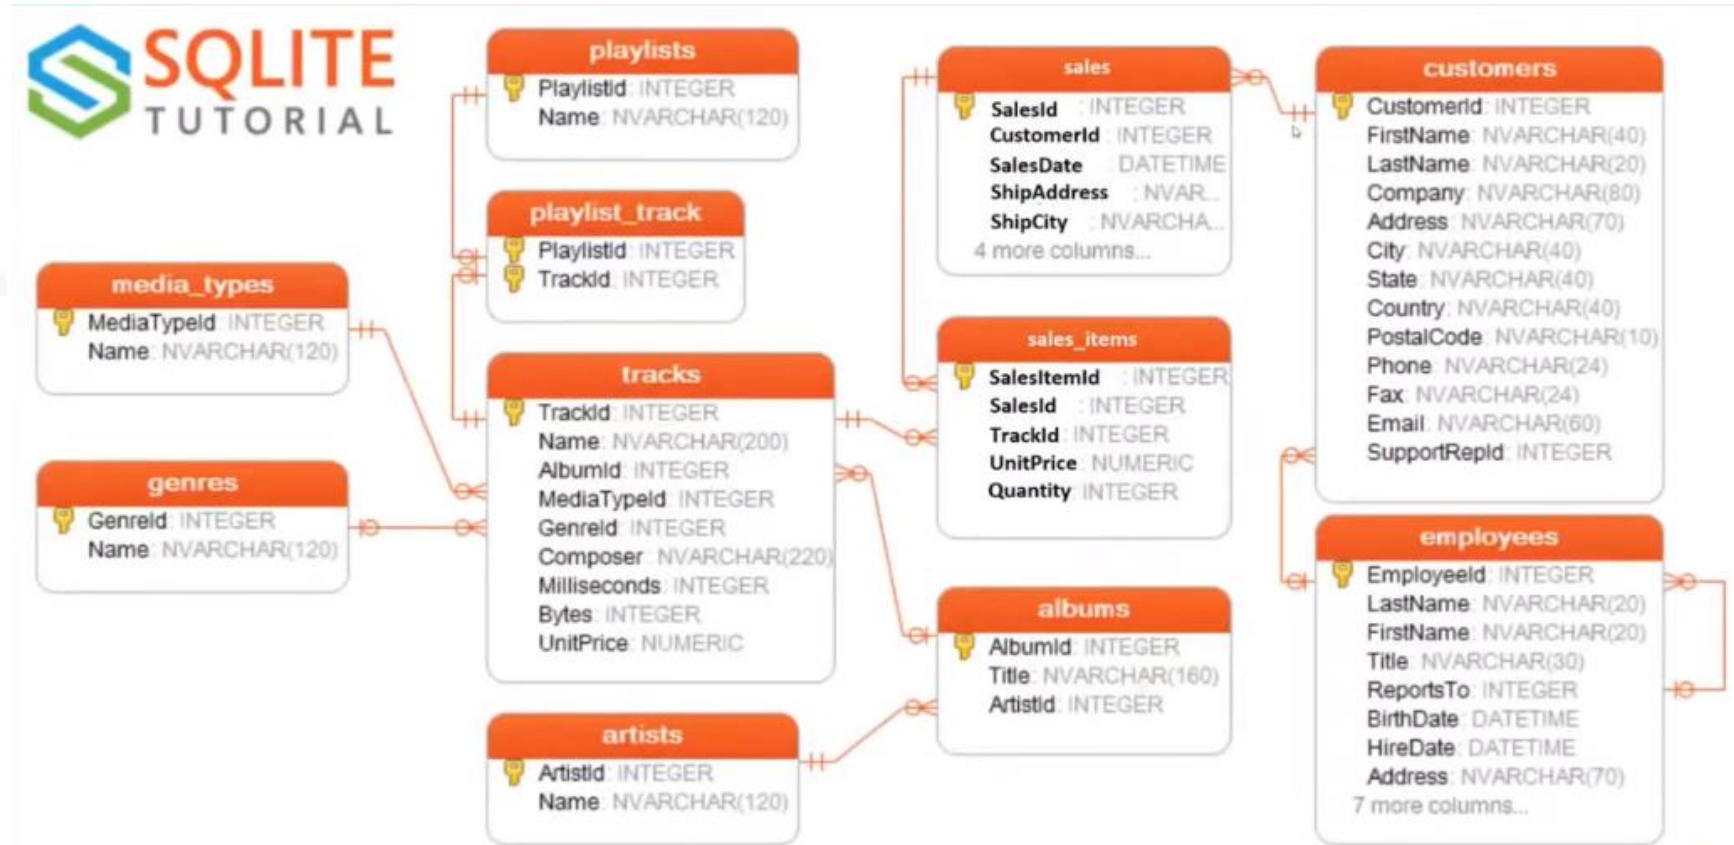 SQLITE
TUTORIAL
playlists
PlaylistId: INTEGER
Name: NVARCHAR(120)
playlist_track
PlaylistId: INTEGER
TrackId: INTEGER
media_types
MediaTypeId: INTEGER
Name: NVARCHAR(120)
genres
GenreId: INTEGER
Name: NVARCHAR(120)
tracks
TrackId: INTEGER
Name: NVARCHAR(200)
AlbumId: INTEGER
MediaTypeId: INTEGER
GenreId: INTEGER
Composer: NVARCHAR(220)
Milliseconds: INTEGER
Bytes: INTEGER
UnitPrice: NUMERIC
artists
ArtistId: INTEGER
Name: NVARCHAR(120)
sales
SalesId : INTEGER
CustomerId : INTEGER
SalesDate : DATETIME
ShipAddress : NVAR...
ShipCity : NVARCHA...
4 more columns...
sales_items
SalesItemId : INTEGER
SalesId : INTEGER
TrackId : INTEGER
UnitPrice : NUMERIC
Quantity : INTEGER
albums
AlbumId: INTEGER
Title: NVARCHAR(160)
ArtistId: INTEGER
customers
CustomerId: INTEGER
FirstName: NVARCHAR(40)
LastName: NVARCHAR(20)
Company: NVARCHAR(80)
Address: NVARCHAR(70)
City: NVARCHAR(40)
State: NVARCHAR(40)
Country: NVARCHAR(40)
PostalCode: NVARCHAR(10)
Phone: NVARCHAR(24)
Fax: NVARCHAR(24)
Email: NVARCHAR(60)
SupportRepId: INTEGER
employees
EmployeeId: INTEGER
LastName: NVARCHAR(20)
FirstName: NVARCHAR(20)
Title: NVARCHAR(30)
ReportsTo: INTEGER
BirthDate: DATETIME
HireDate: DATETIME
Address: NVARCHAR(70)
7 more columns...